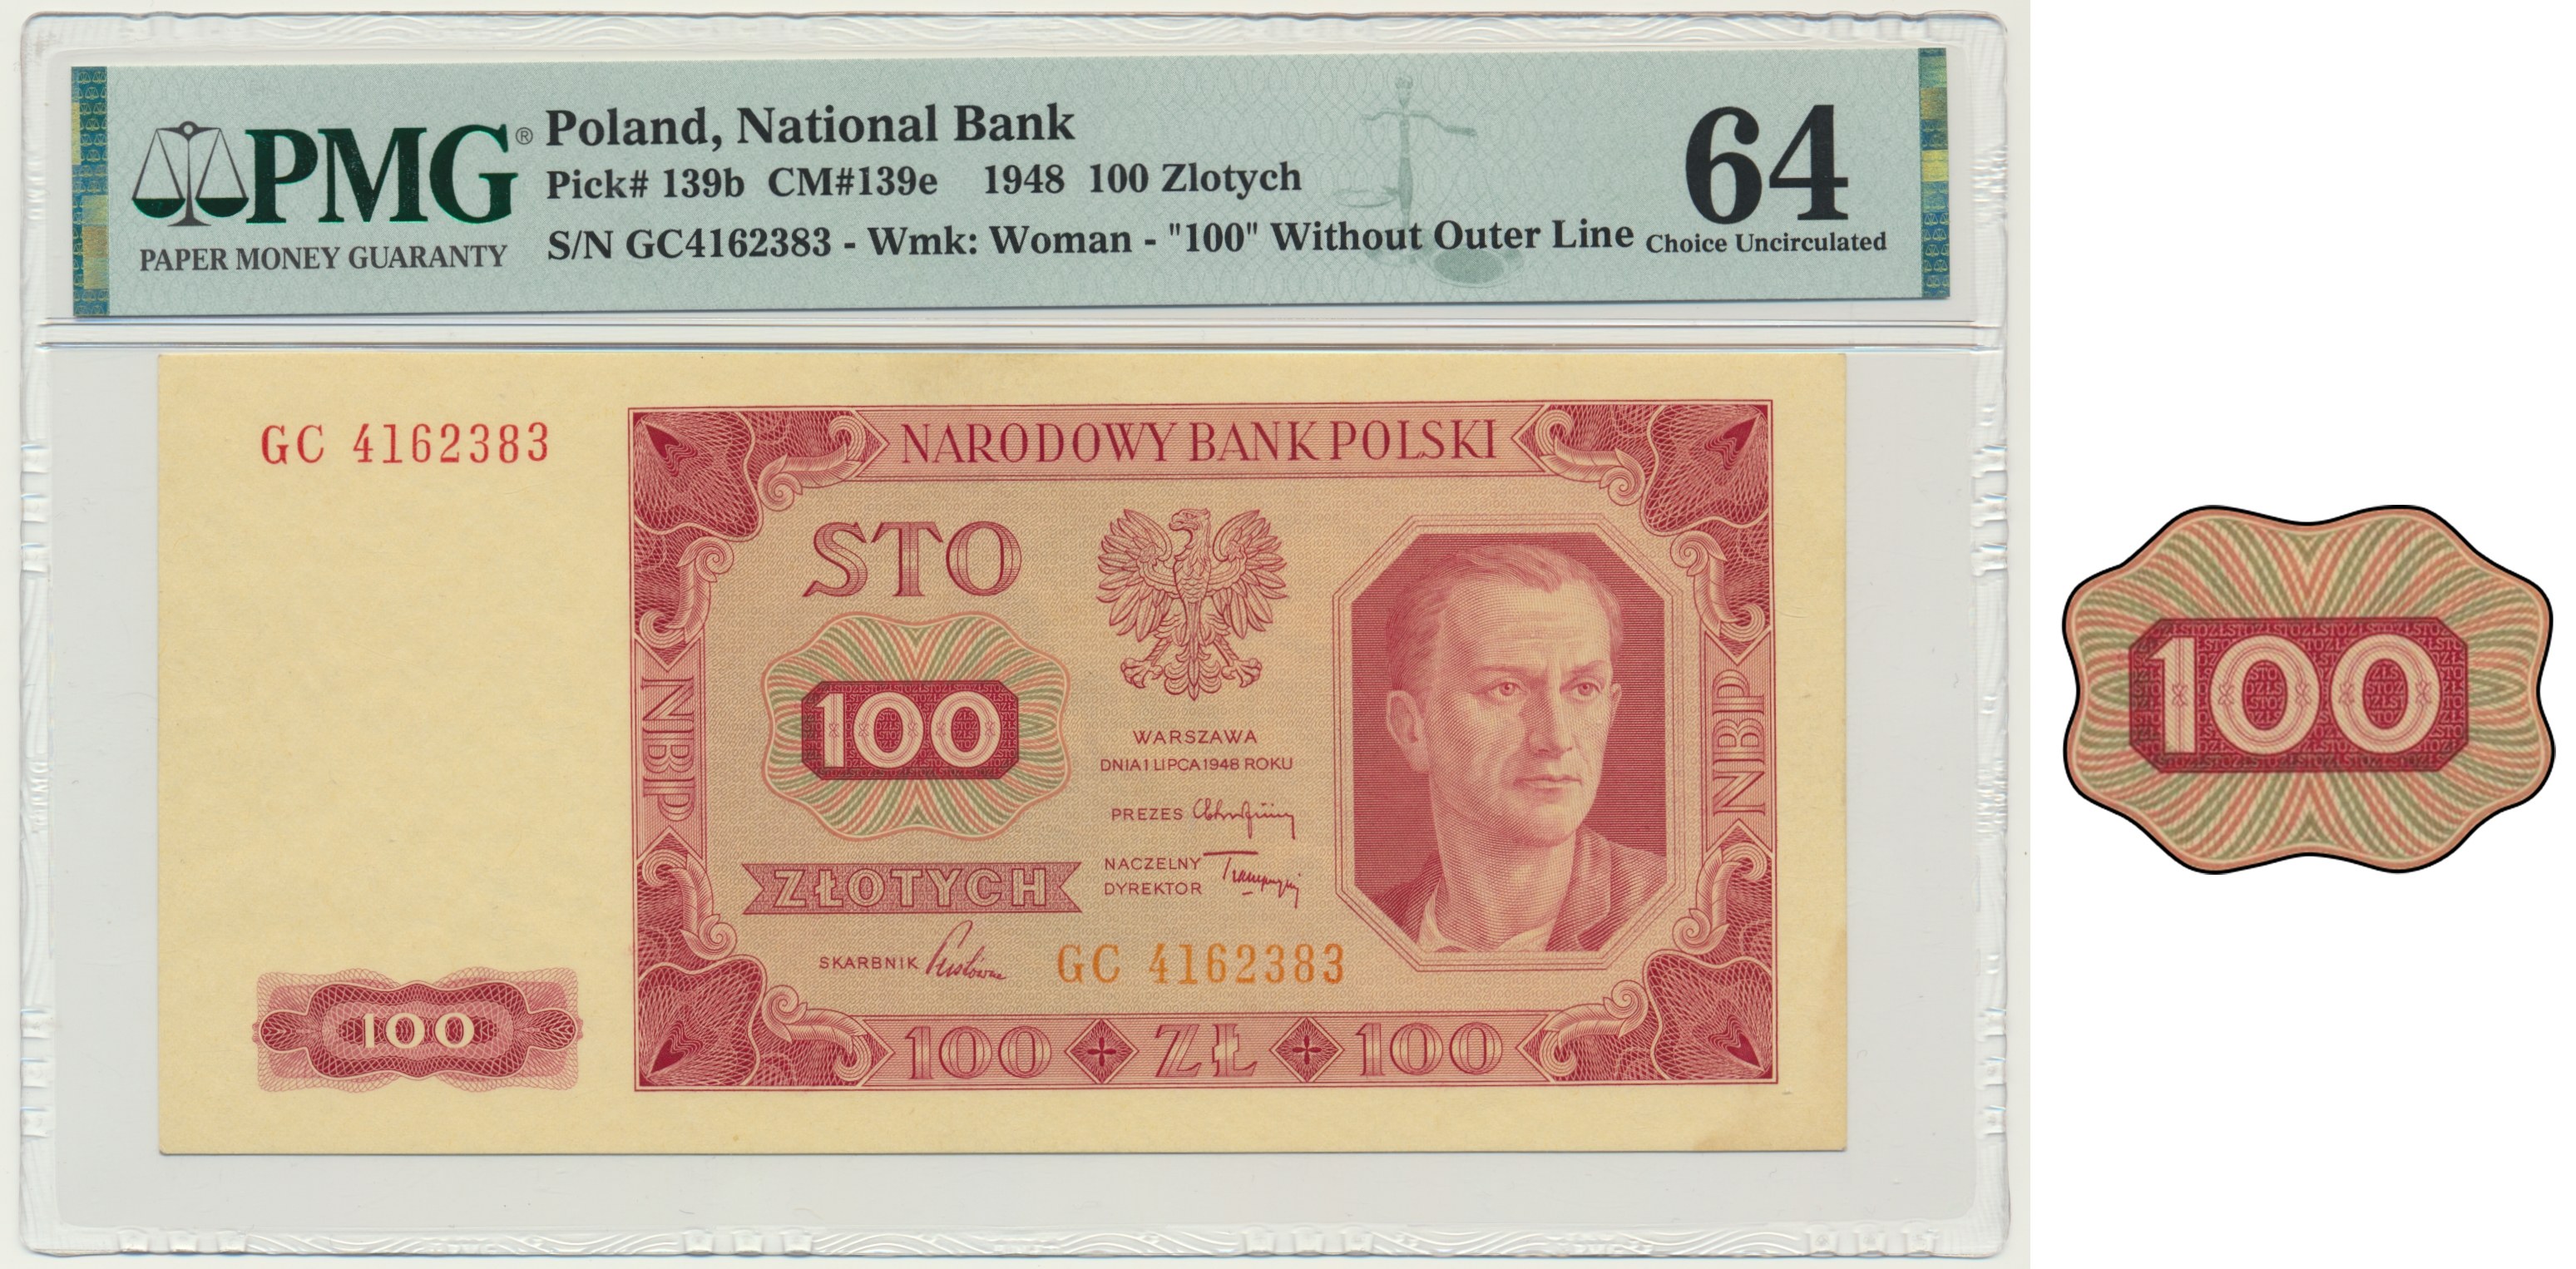 PMG®
PAPER MONEY GUARANTY
Poland, National Bank
Pick# 139b CM#139e 1948 100 Zlotych
S/N GC4162383 - Wmk: Woman - "100" Without Outer Line
64
Choice Uncirculated
GC 4162383
NARODOWY BANK POLSKI
STO
100
ZŁOTYCH
WARSZAWA
DNIA 1 LIPCA 1948 ROKU
PREZES
NACZELNY
DYREKTOR
SKARBNIK
GC 4162383
NBP
NBP
100
100 ZŁ 100
100